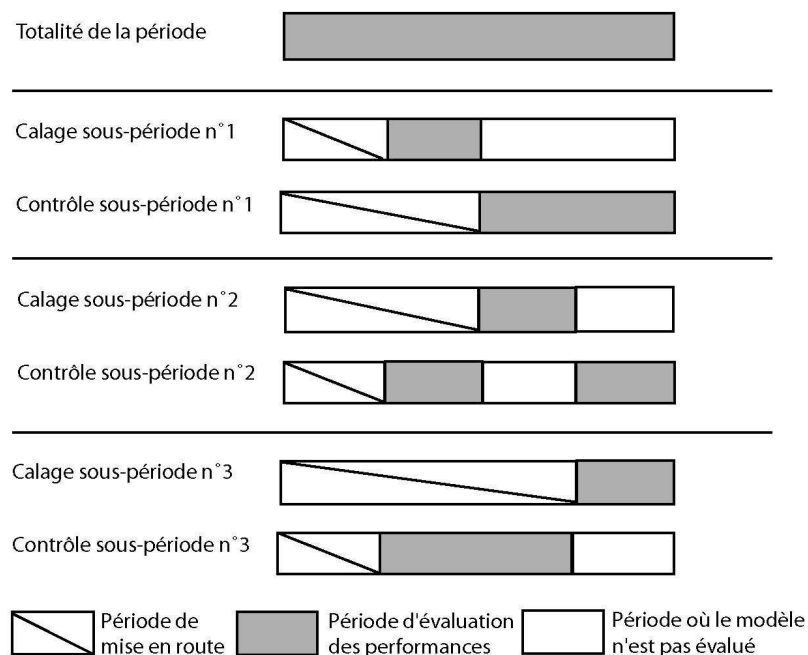 Totalité de la période
Calage sous-période n°1
Contrôle sous-période n°1
Calage sous-période n°2
Contrôle sous-période n°2
Calage sous-période n°3
Contrôle sous-période n°3
Période de
mise en route
Période d'évaluation
des performances
Période où le modèle
n'est pas évalué